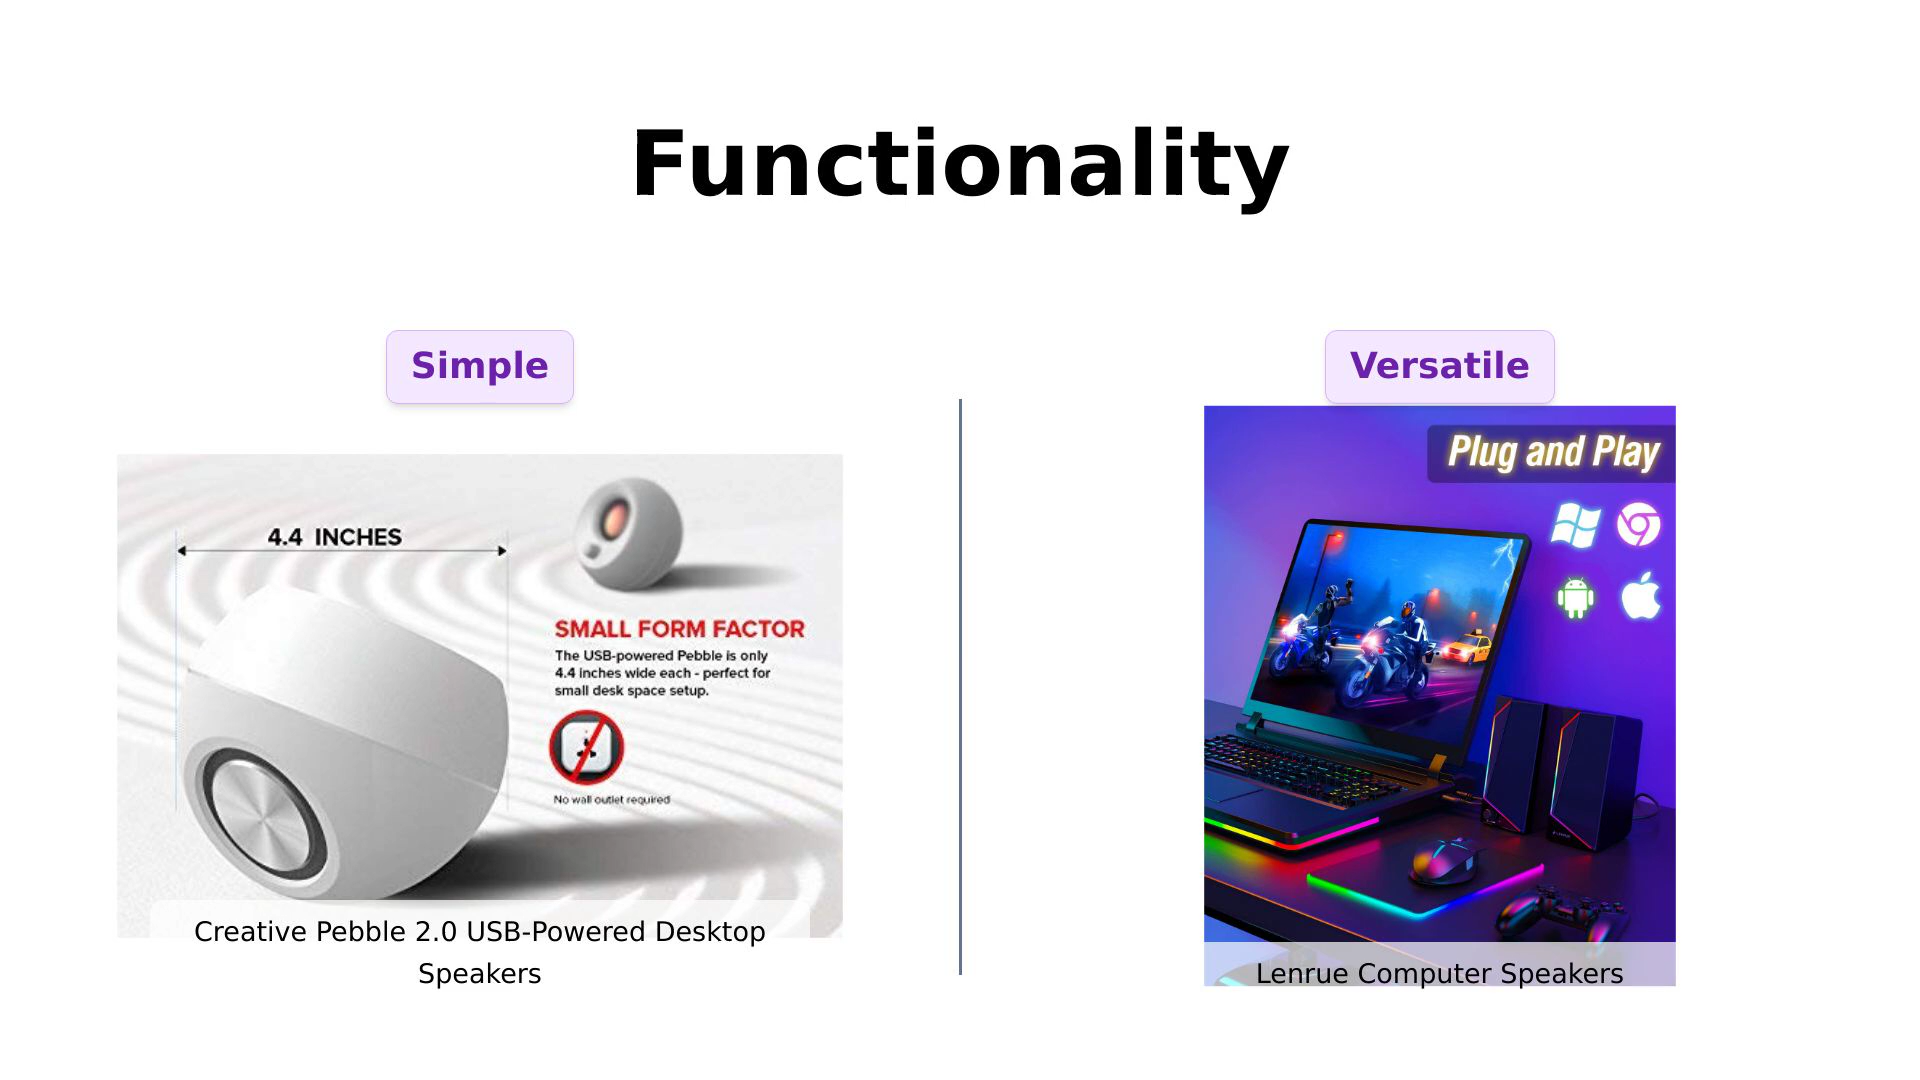 Functionality
Simple
4.4 INCHES
SMALL FORM FACTOR
The USB-powered Pebble is only
4.4 inches wide each - perfect for
small desk space setup.
No wall outlet required
Creative Pebble 2.0 USB-Powered Desktop
Speakers
Versatile
Plug and Play
Lenrue Computer Speakers